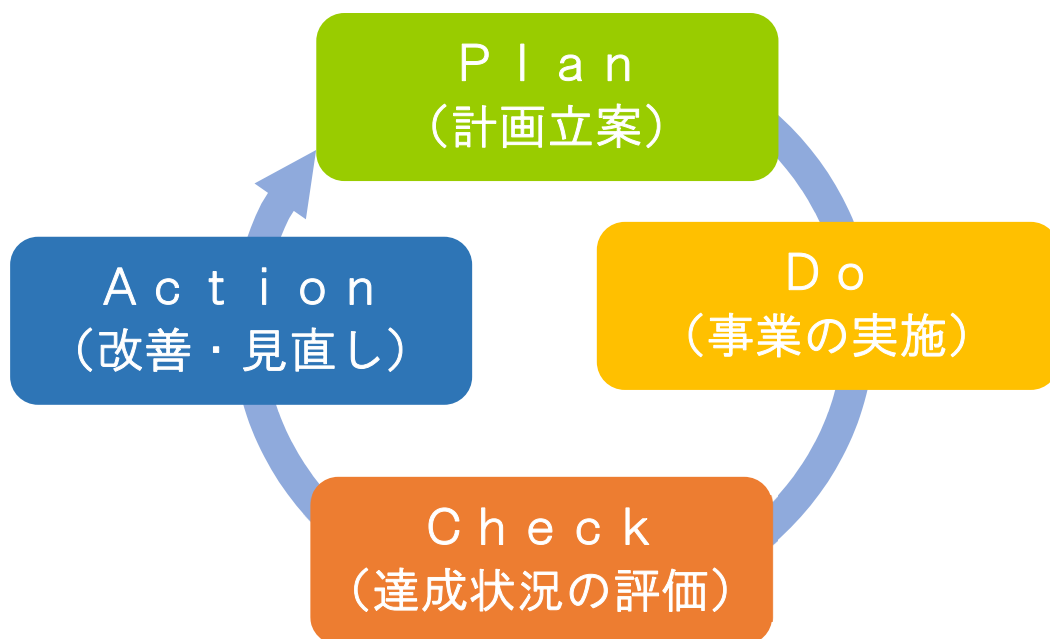 Ｐｌａｎ
（計画立案）
Ｄｏ
（事業の実施）
Ｃｈｅｃｋ
（達成状況の評価）
Ａｃｔｉｏｎ
（改善・見直し）